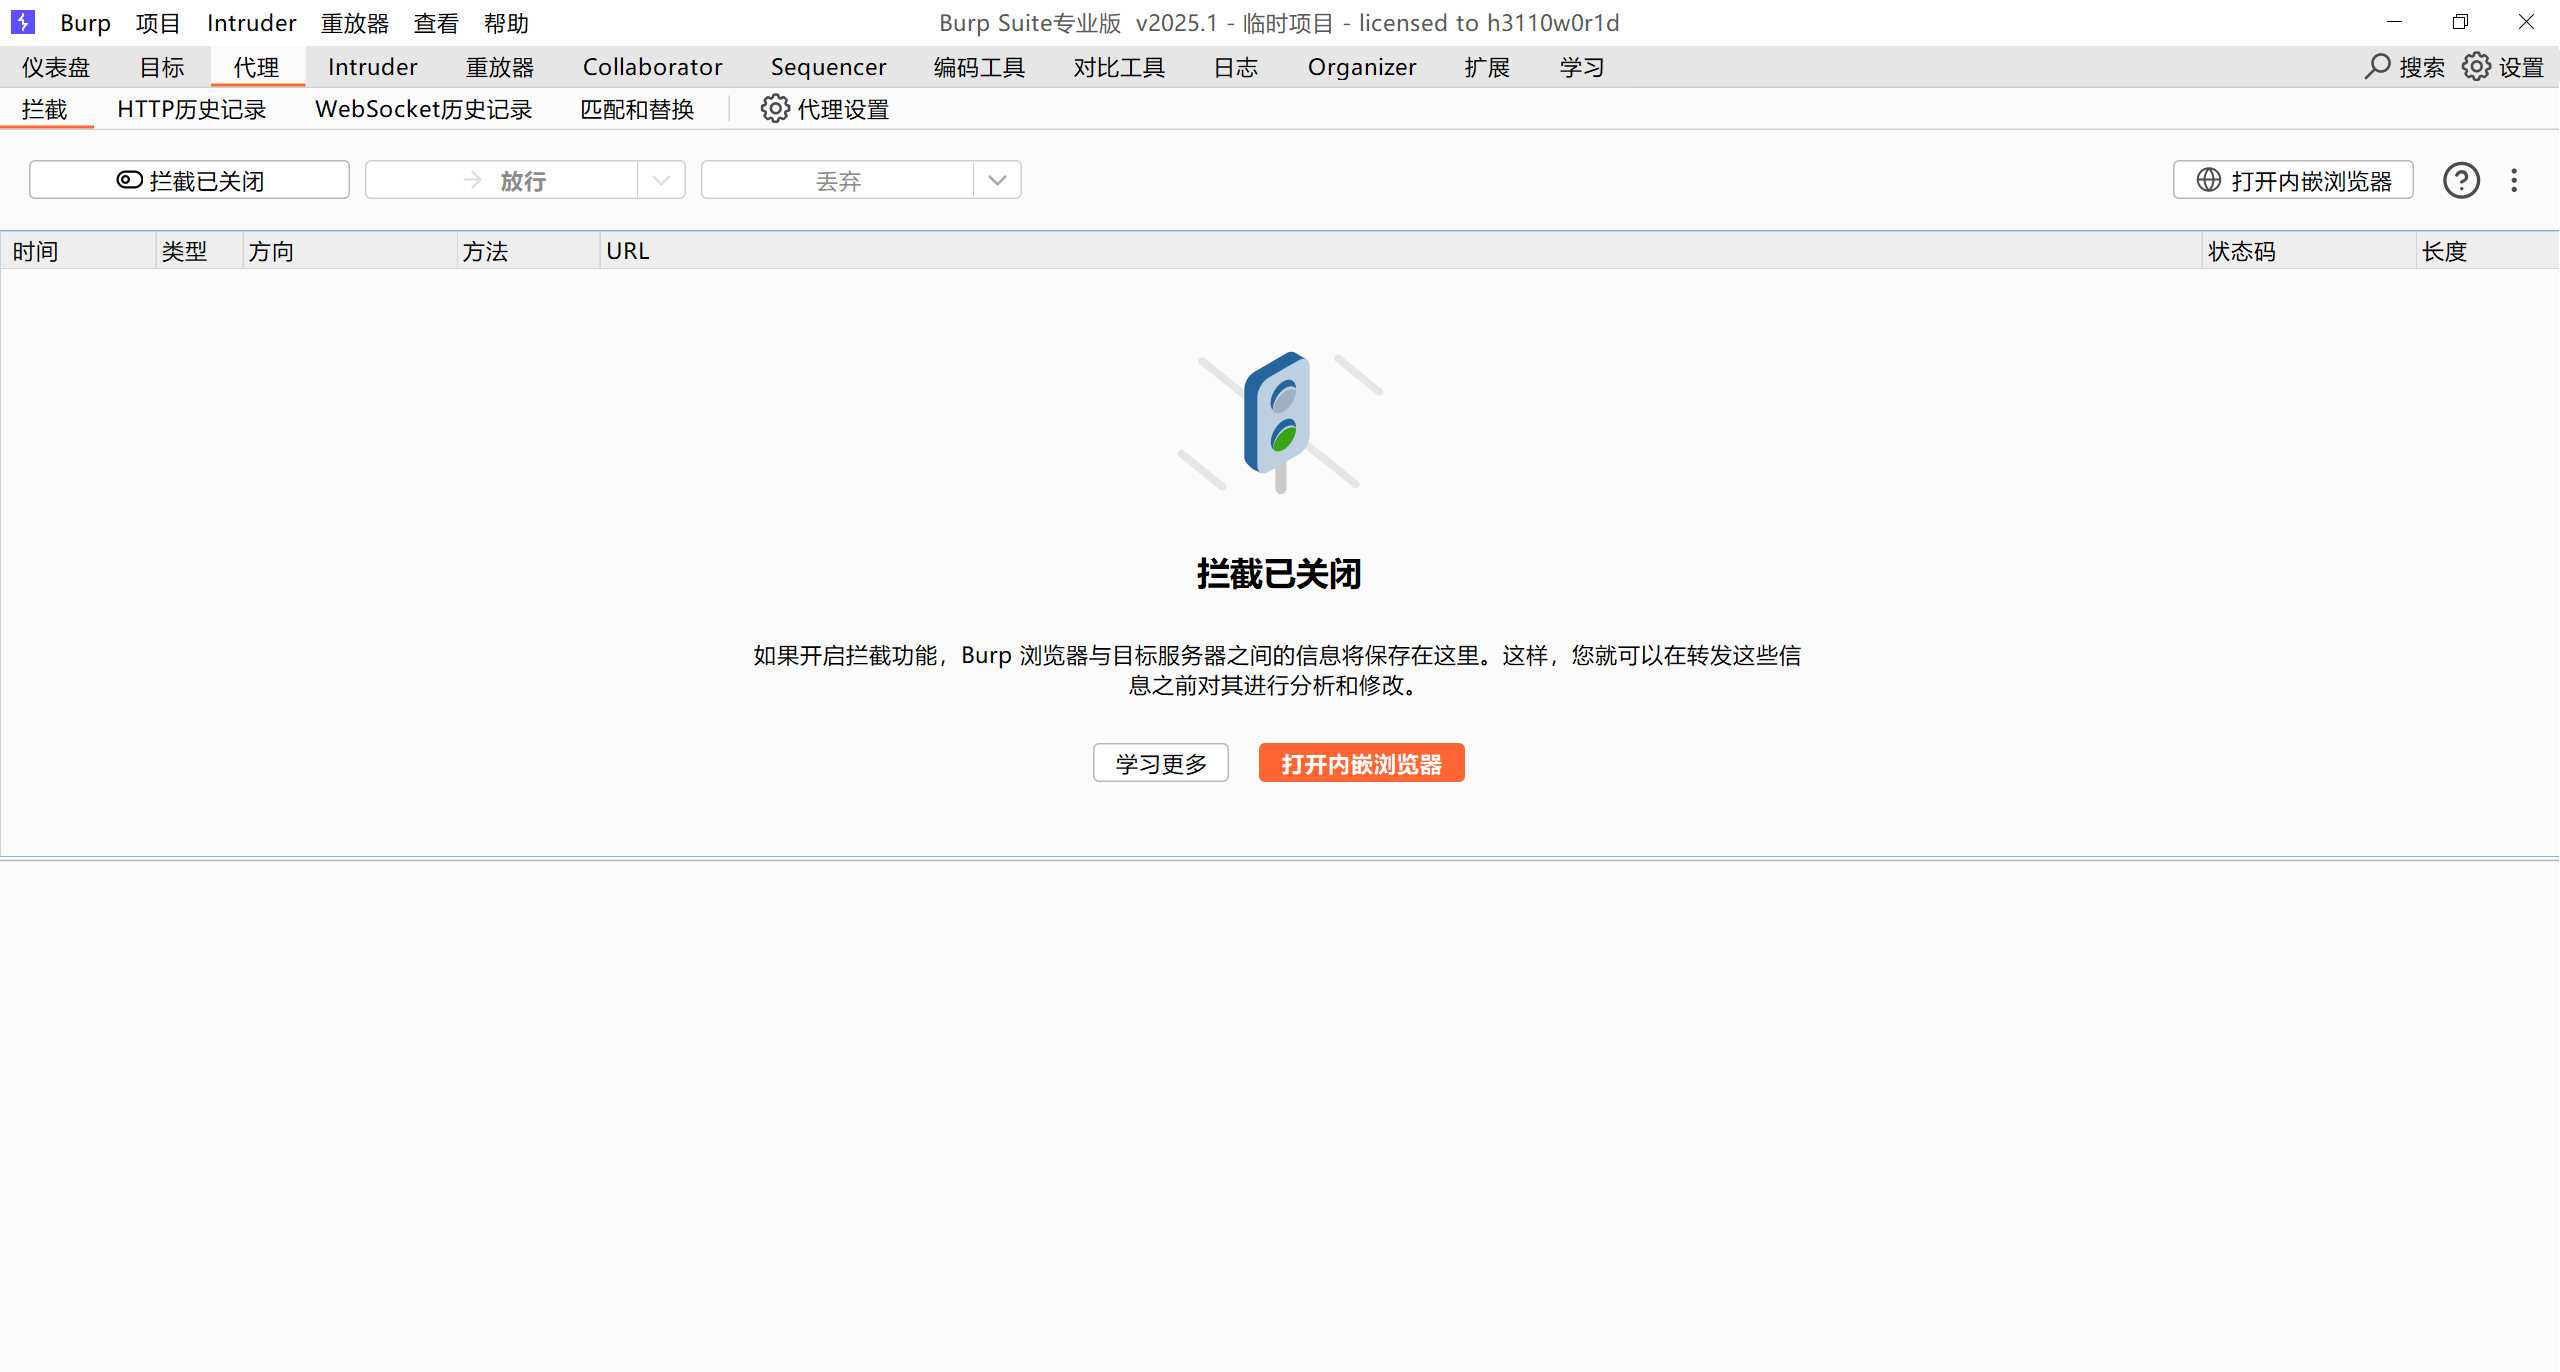 Burp 项目 Intruder 重放器 查看 帮助 Burp Suite专业版 v2025.1 - 临时项目 - licensed to h3110w0r1d
仪表盘 目标 代理 Intruder 重放器 Collaborator Sequencer 编码工具 对比工具 日志 Organizer 扩展 学习 搜索 设置
拦截 HTTP历史记录 WebSocket历史记录 匹配和替换 代理设置
拦截已关闭 放行 丢弃 打开内嵌浏览器
时间 类型 方向 方法 URL 状态码 长度
拦截已关闭
如果开启拦截功能，Burp 浏览器与目标服务器之间的信息将保存在这里。这样，您就可以在转发这些信
息之前对其进行分析和修改。
学习更多 打开内嵌浏览器